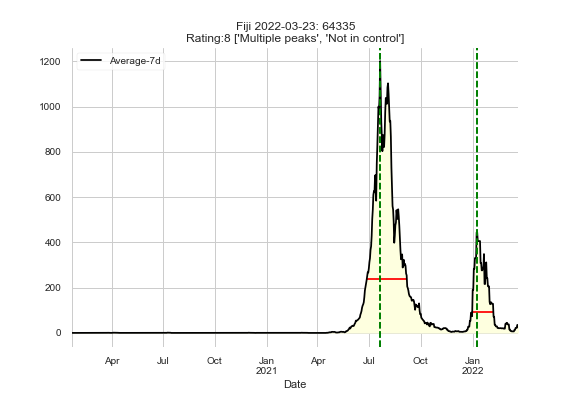 Fiji 2022-03-23: 64335
Rating:8 ['Multiple peaks', 'Not in control']
Average-7d
1200
1000
800
600
400
200
0
Apr Jul Oct Jan Apr Jul Oct Jan
2021 2022
Date